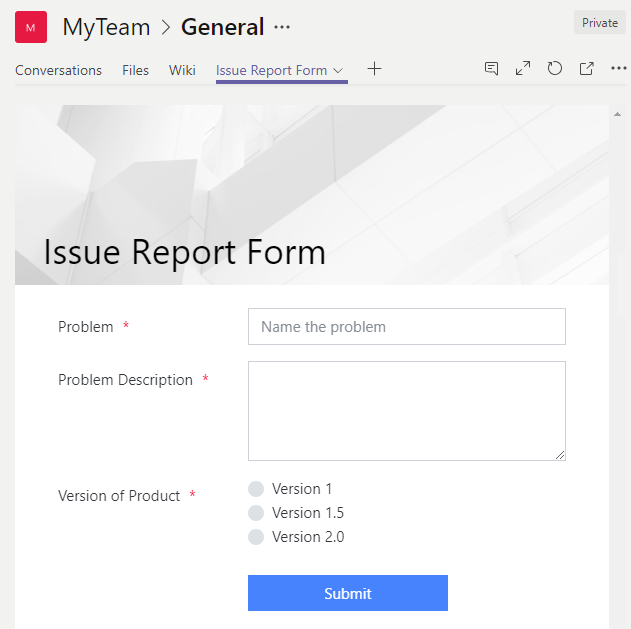 M MyTeam > General ···
Private
Conversations Files Wiki Issue Report Form
Issue Report Form
Problem *
Name the problem
Problem Description *
Version of Product *
Version 1
Version 1.5
Version 2.0
Submit